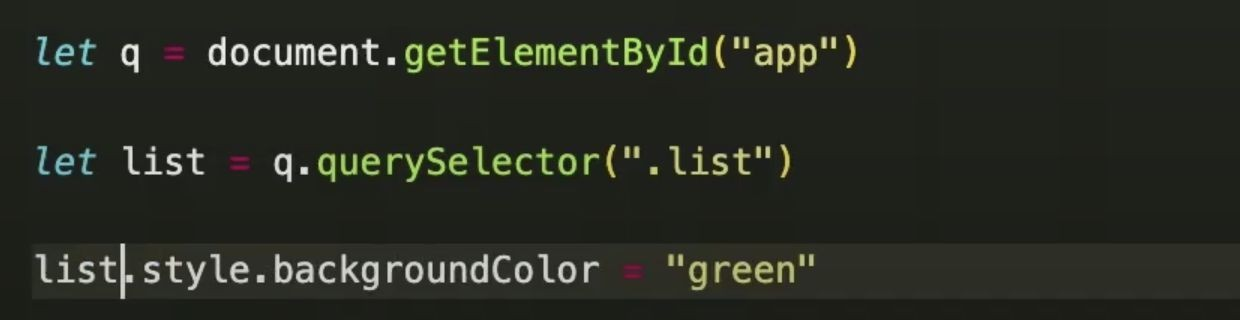 let q = document.getElementById("app")
let list = q.querySelector(".list")
list.style.backgroundColor = "green"